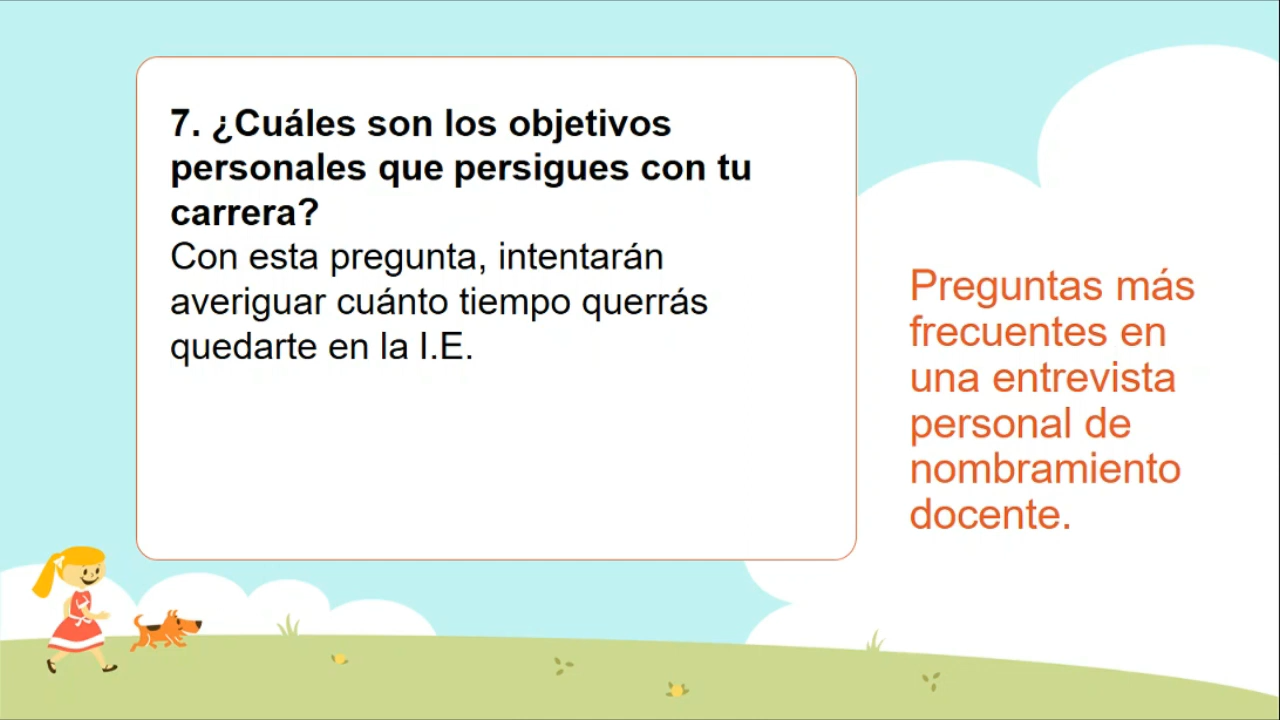 7. ¿Cuáles son los objetivos
personales que persigues con tu
carrera?
Con esta pregunta, intentarán
averiguar cuánto tiempo querrás
quedarte en la I.E.
Preguntas más
frecuentes en
una entrevista
personal de
nombramiento
docente.